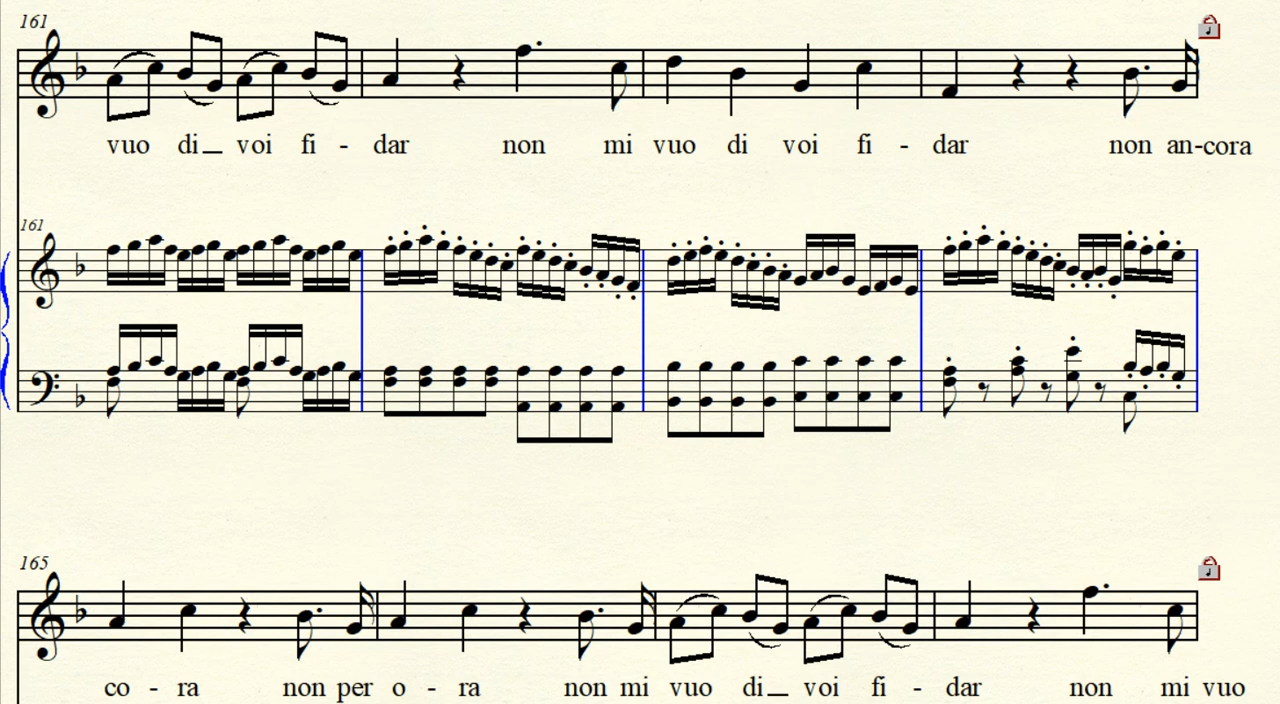 161
vuo di voi fi - dar non mi vuo di voi fi - dar non an-cora
161
165
co - ra non per o - ra non mi vuo di voi fi - dar non mi vuo